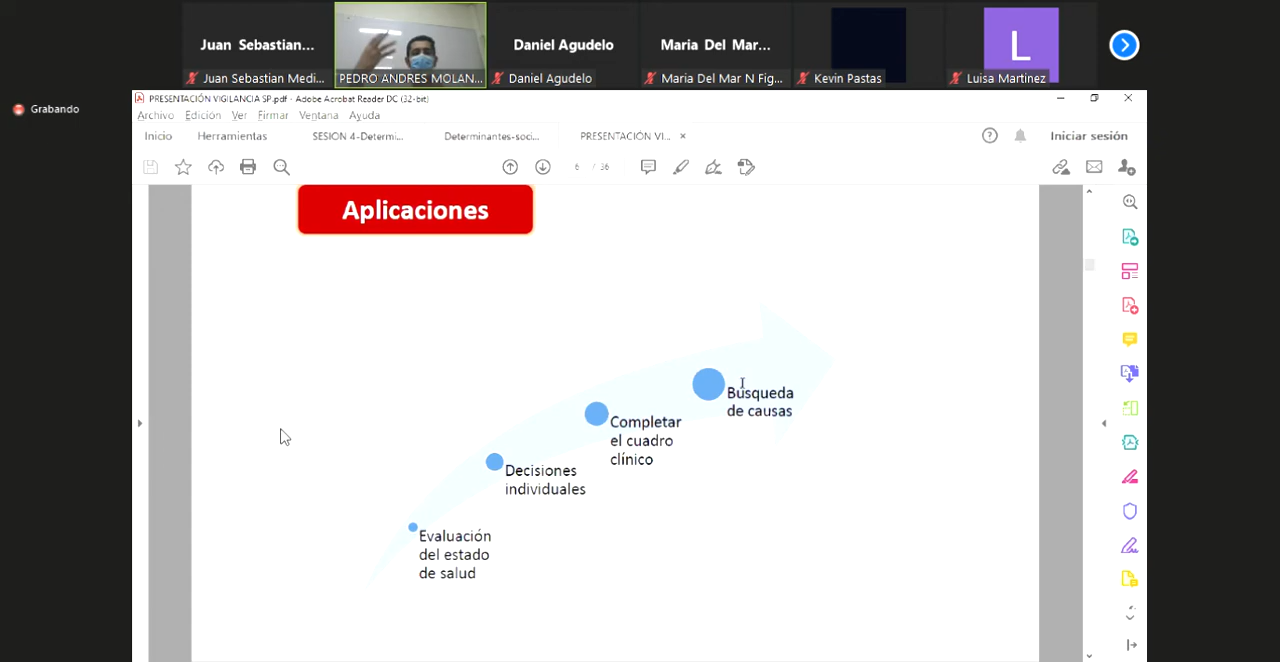 Juan Sebastian...
Daniel Agudelo
Maria Del Mar...
L
Juan Sebastian Medi...
PEDRO ANDRES MOLAN...
Daniel Agudelo
Maria Del Mar N Fig...
Kevin Pastas
Luisa Martinez
Grabando
PRESENTACIÓN VIGILANCIA SP.pdf - Adobe Acrobat Reader DC (32-bit)
Archivo Edición Ver Firmar Ventana Ayuda
Inicio Herramientas SESION 4-Determi... Determinantes-soci... PRESENTACIÓN VI... × Iniciar sesión
6 / 36
Aplicaciones
Búsqueda
de causas
Completar
el cuadro
clínico
Decisiones
individuales
Evaluación
del estado
de salud